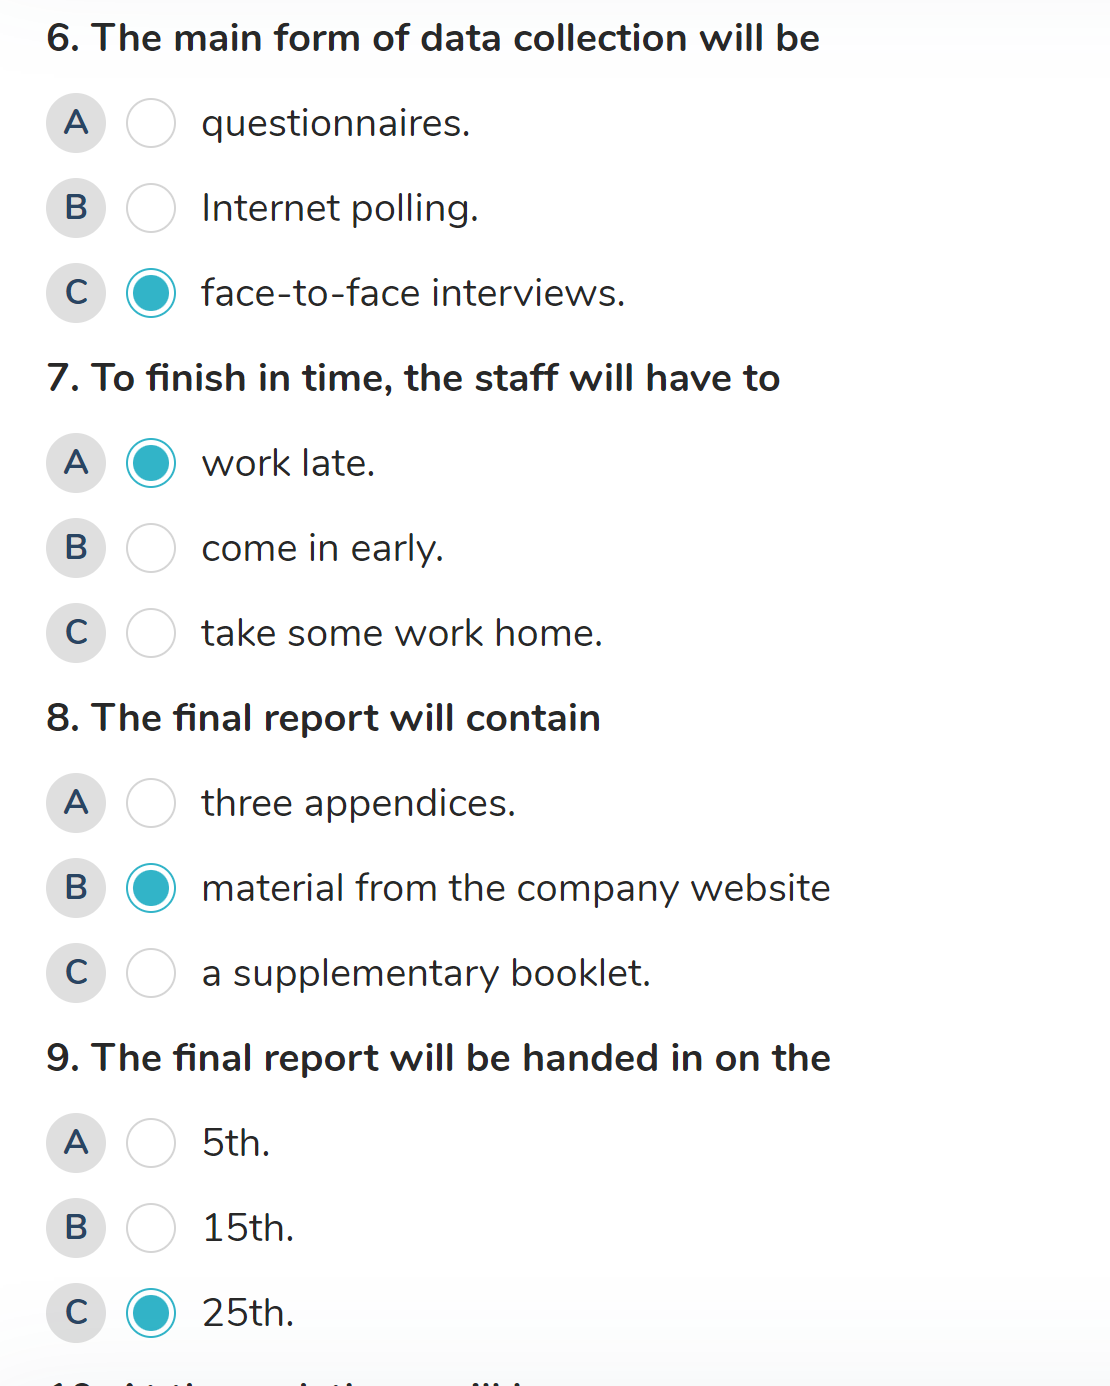 6. The main form of data collection will be
A questionnaires.
B Internet polling.
C face-to-face interviews.
7. To finish in time, the staff will have to
A work late.
B come in early.
C take some work home.
8. The final report will contain
A three appendices.
B material from the company website
C a supplementary booklet.
9. The final report will be handed in on the
A 5th.
B 15th.
C 25th.